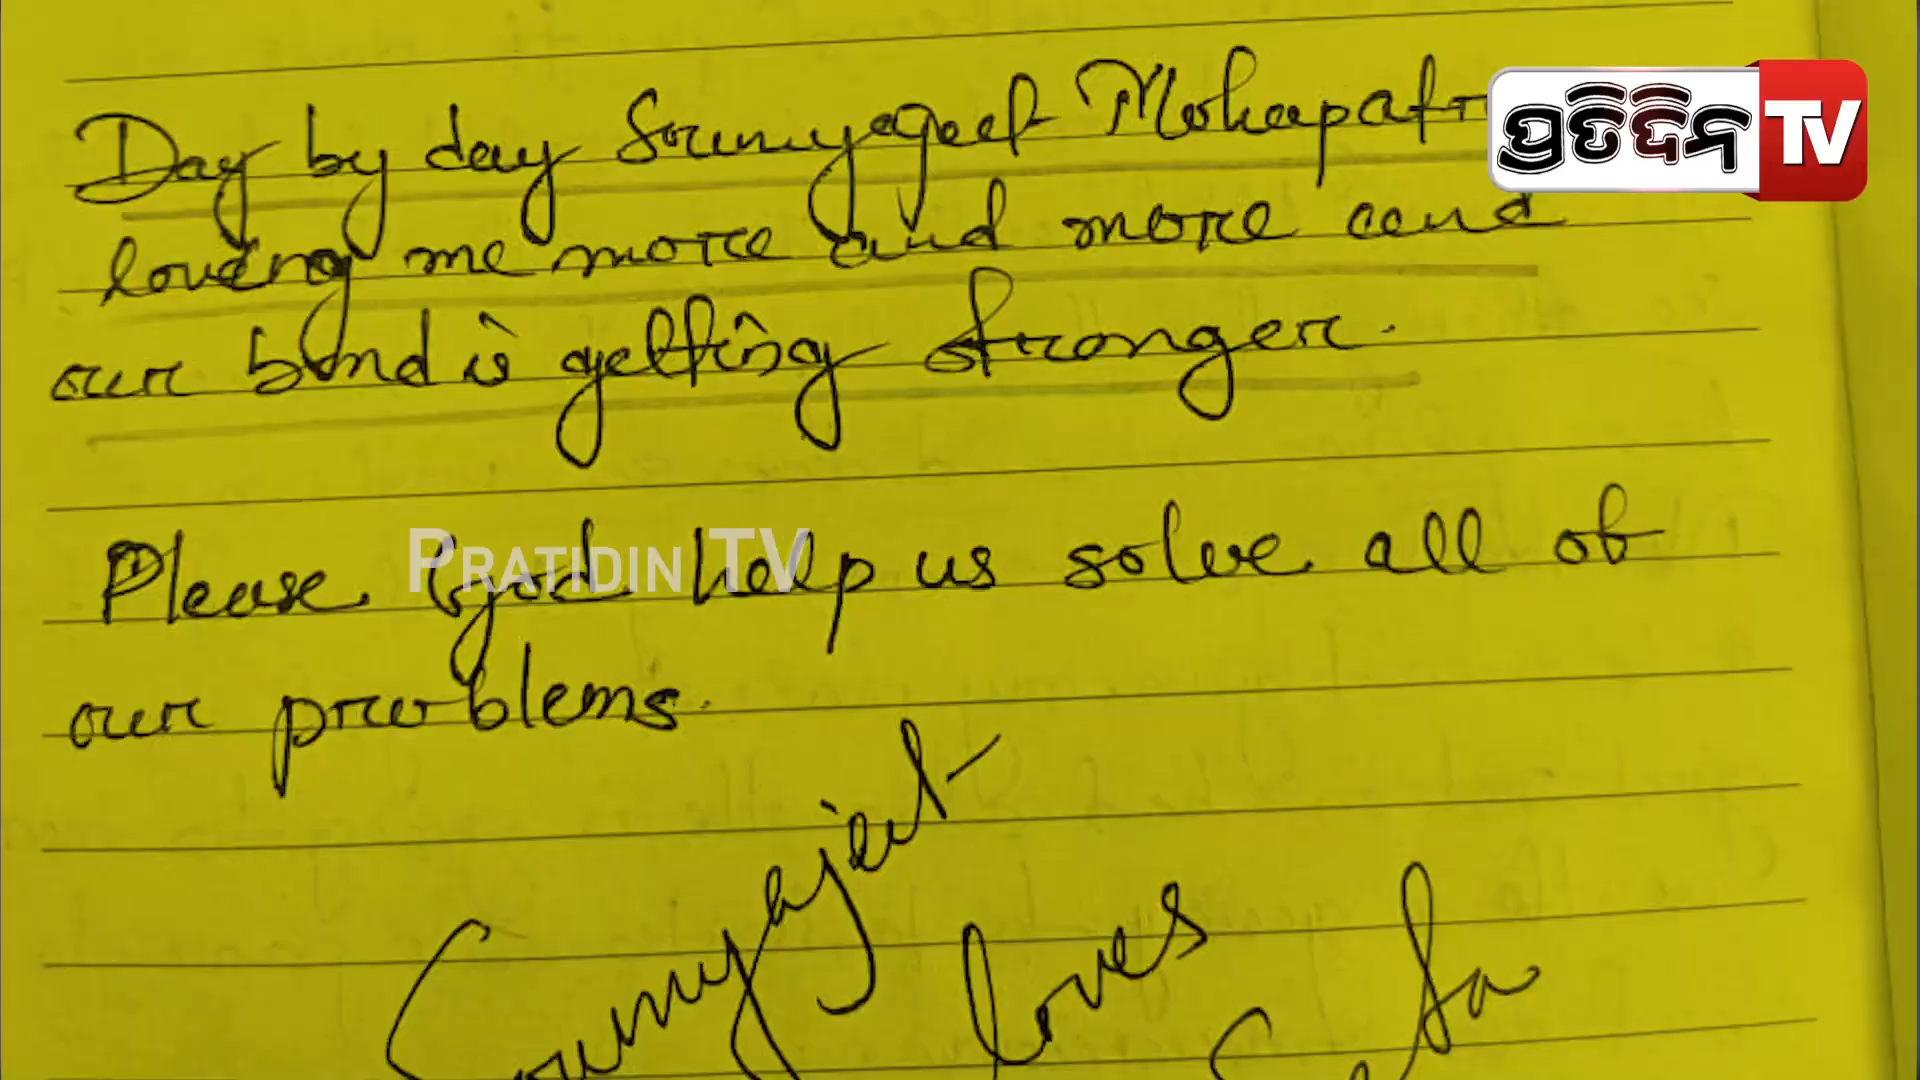 Day by day Soumyajeet Mohapatr
ପ୍ରତିଦିନ TV
loving me more and more and
our bond is getting stronger.
Please God help us solve all of
PRATIDIN TV
our problems.
Soumyajeet
loves